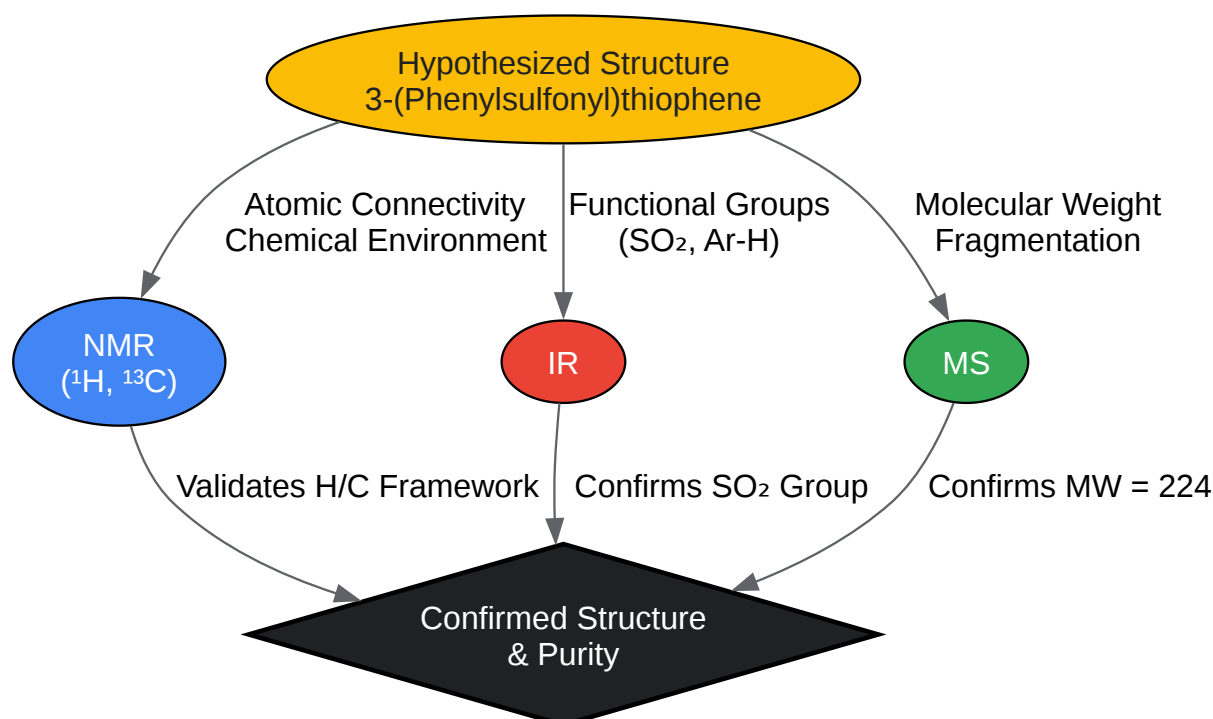 Hypothesized Structure
3-(Phenylsulfonyl)thiophene
Atomic Connectivity
Chemical Environment
Functional Groups
(SO₂, Ar-H)
Molecular Weight
Fragmentation
NMR
(¹H, ¹³C)
IR
MS
Validates H/C Framework
Confirms SO₂ Group
Confirms MW = 224
Confirmed Structure
& Purity